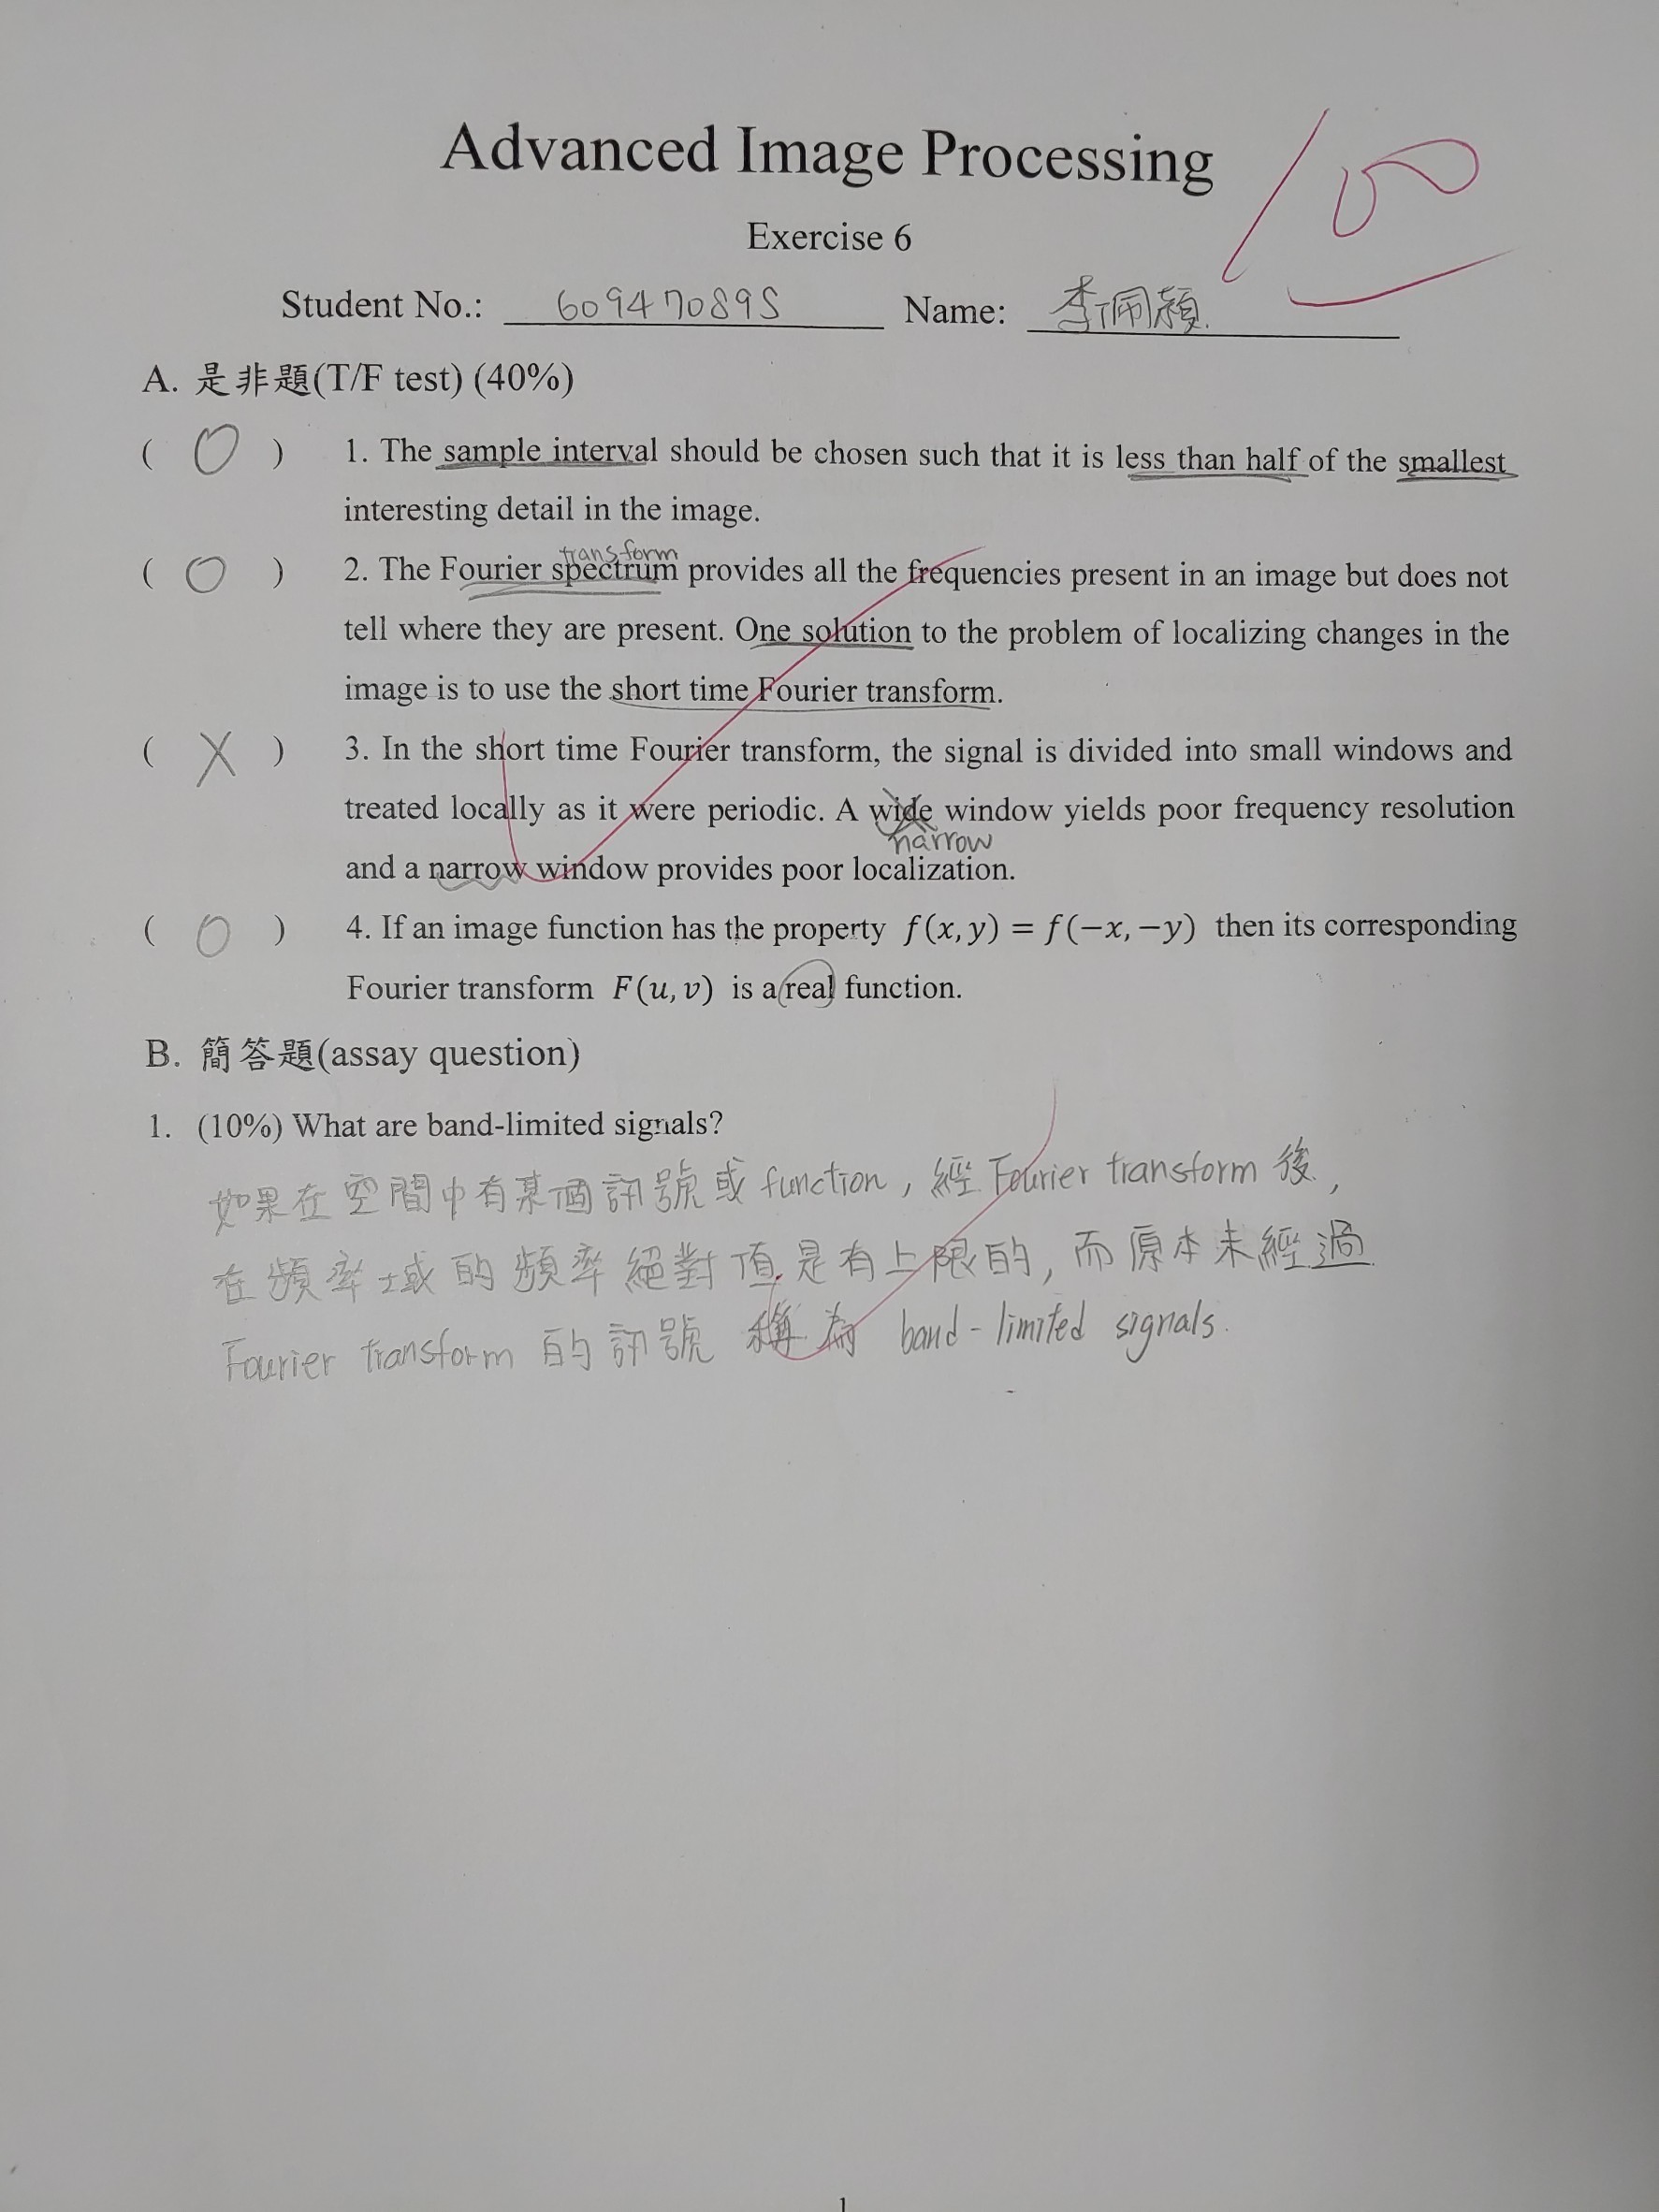 Advanced Image Processing
100
Exercise 6
Student No.: 60947089S Name: 李佩穎
A. 是非題(T/F test) (40%)
( O ) 1. The sample interval should be chosen such that it is less than half of the smallest
interesting detail in the image.
transform
( O ) 2. The Fourier spectrum provides all the frequencies present in an image but does not
tell where they are present. One solution to the problem of localizing changes in the
image is to use the short time Fourier transform.
( X ) 3. In the short time Fourier transform, the signal is divided into small windows and
treated locally as it were periodic. A wide window yields poor frequency resolution
narrow
and a narrow window provides poor localization.
( O ) 4. If an image function has the property f(x, y) = f(−x, −y) then its corresponding
Fourier transform F(u, v) is a real function.
B. 簡答題(assay question)
1. (10%) What are band-limited signals?
如果在空間中有某個訊號或 function, 經 Fourier transform 後,
在頻率域的頻率絕對值是有上限的, 而原本未經過
Fourier transform 的訊號 稱為 band-limited signals.
1